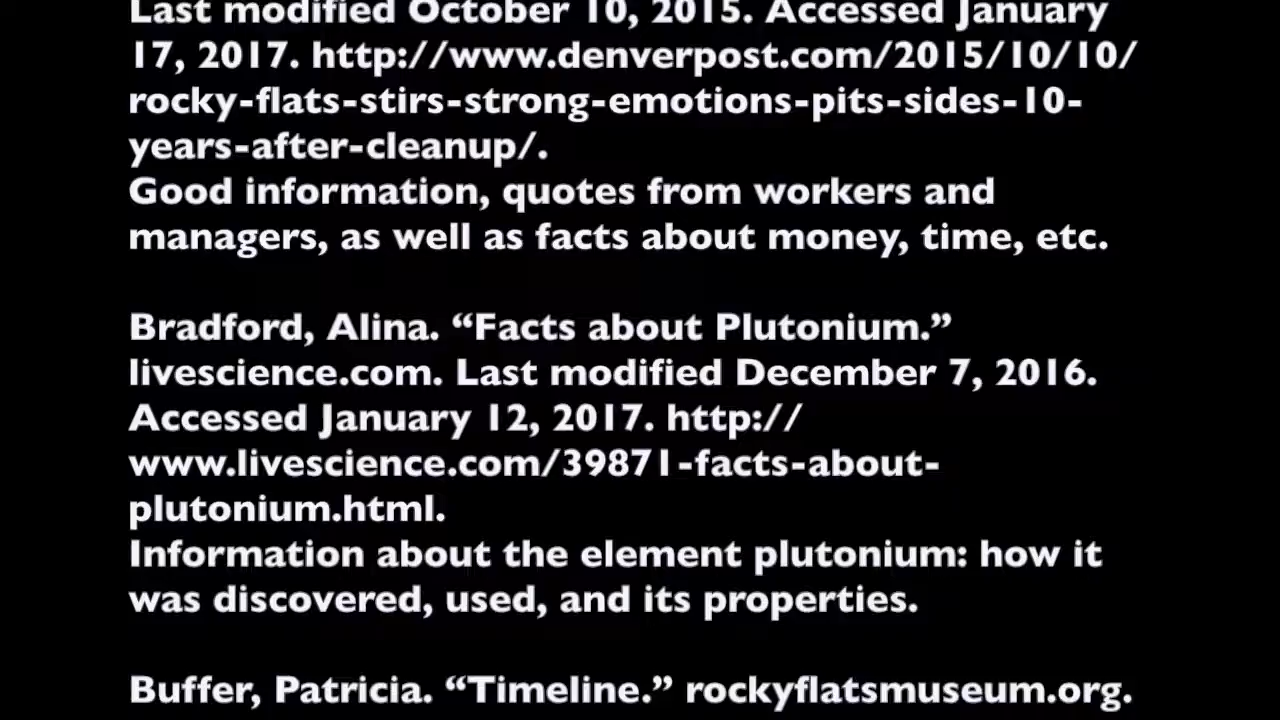 Last modified October 10, 2015. Accessed January
17, 2017. http://www.denverpost.com/2015/10/10/
rocky-flats-stirs-strong-emotions-pits-sides-10-
years-after-cleanup/.
Good information, quotes from workers and
managers, as well as facts about money, time, etc.
Bradford, Alina. “Facts about Plutonium.”
livescience.com. Last modified December 7, 2016.
Accessed January 12, 2017. http://
www.livescience.com/39871-facts-about-
plutonium.html.
Information about the element plutonium: how it
was discovered, used, and its properties.
Buffer, Patricia. “Timeline.” rockyflatsmuseum.org.